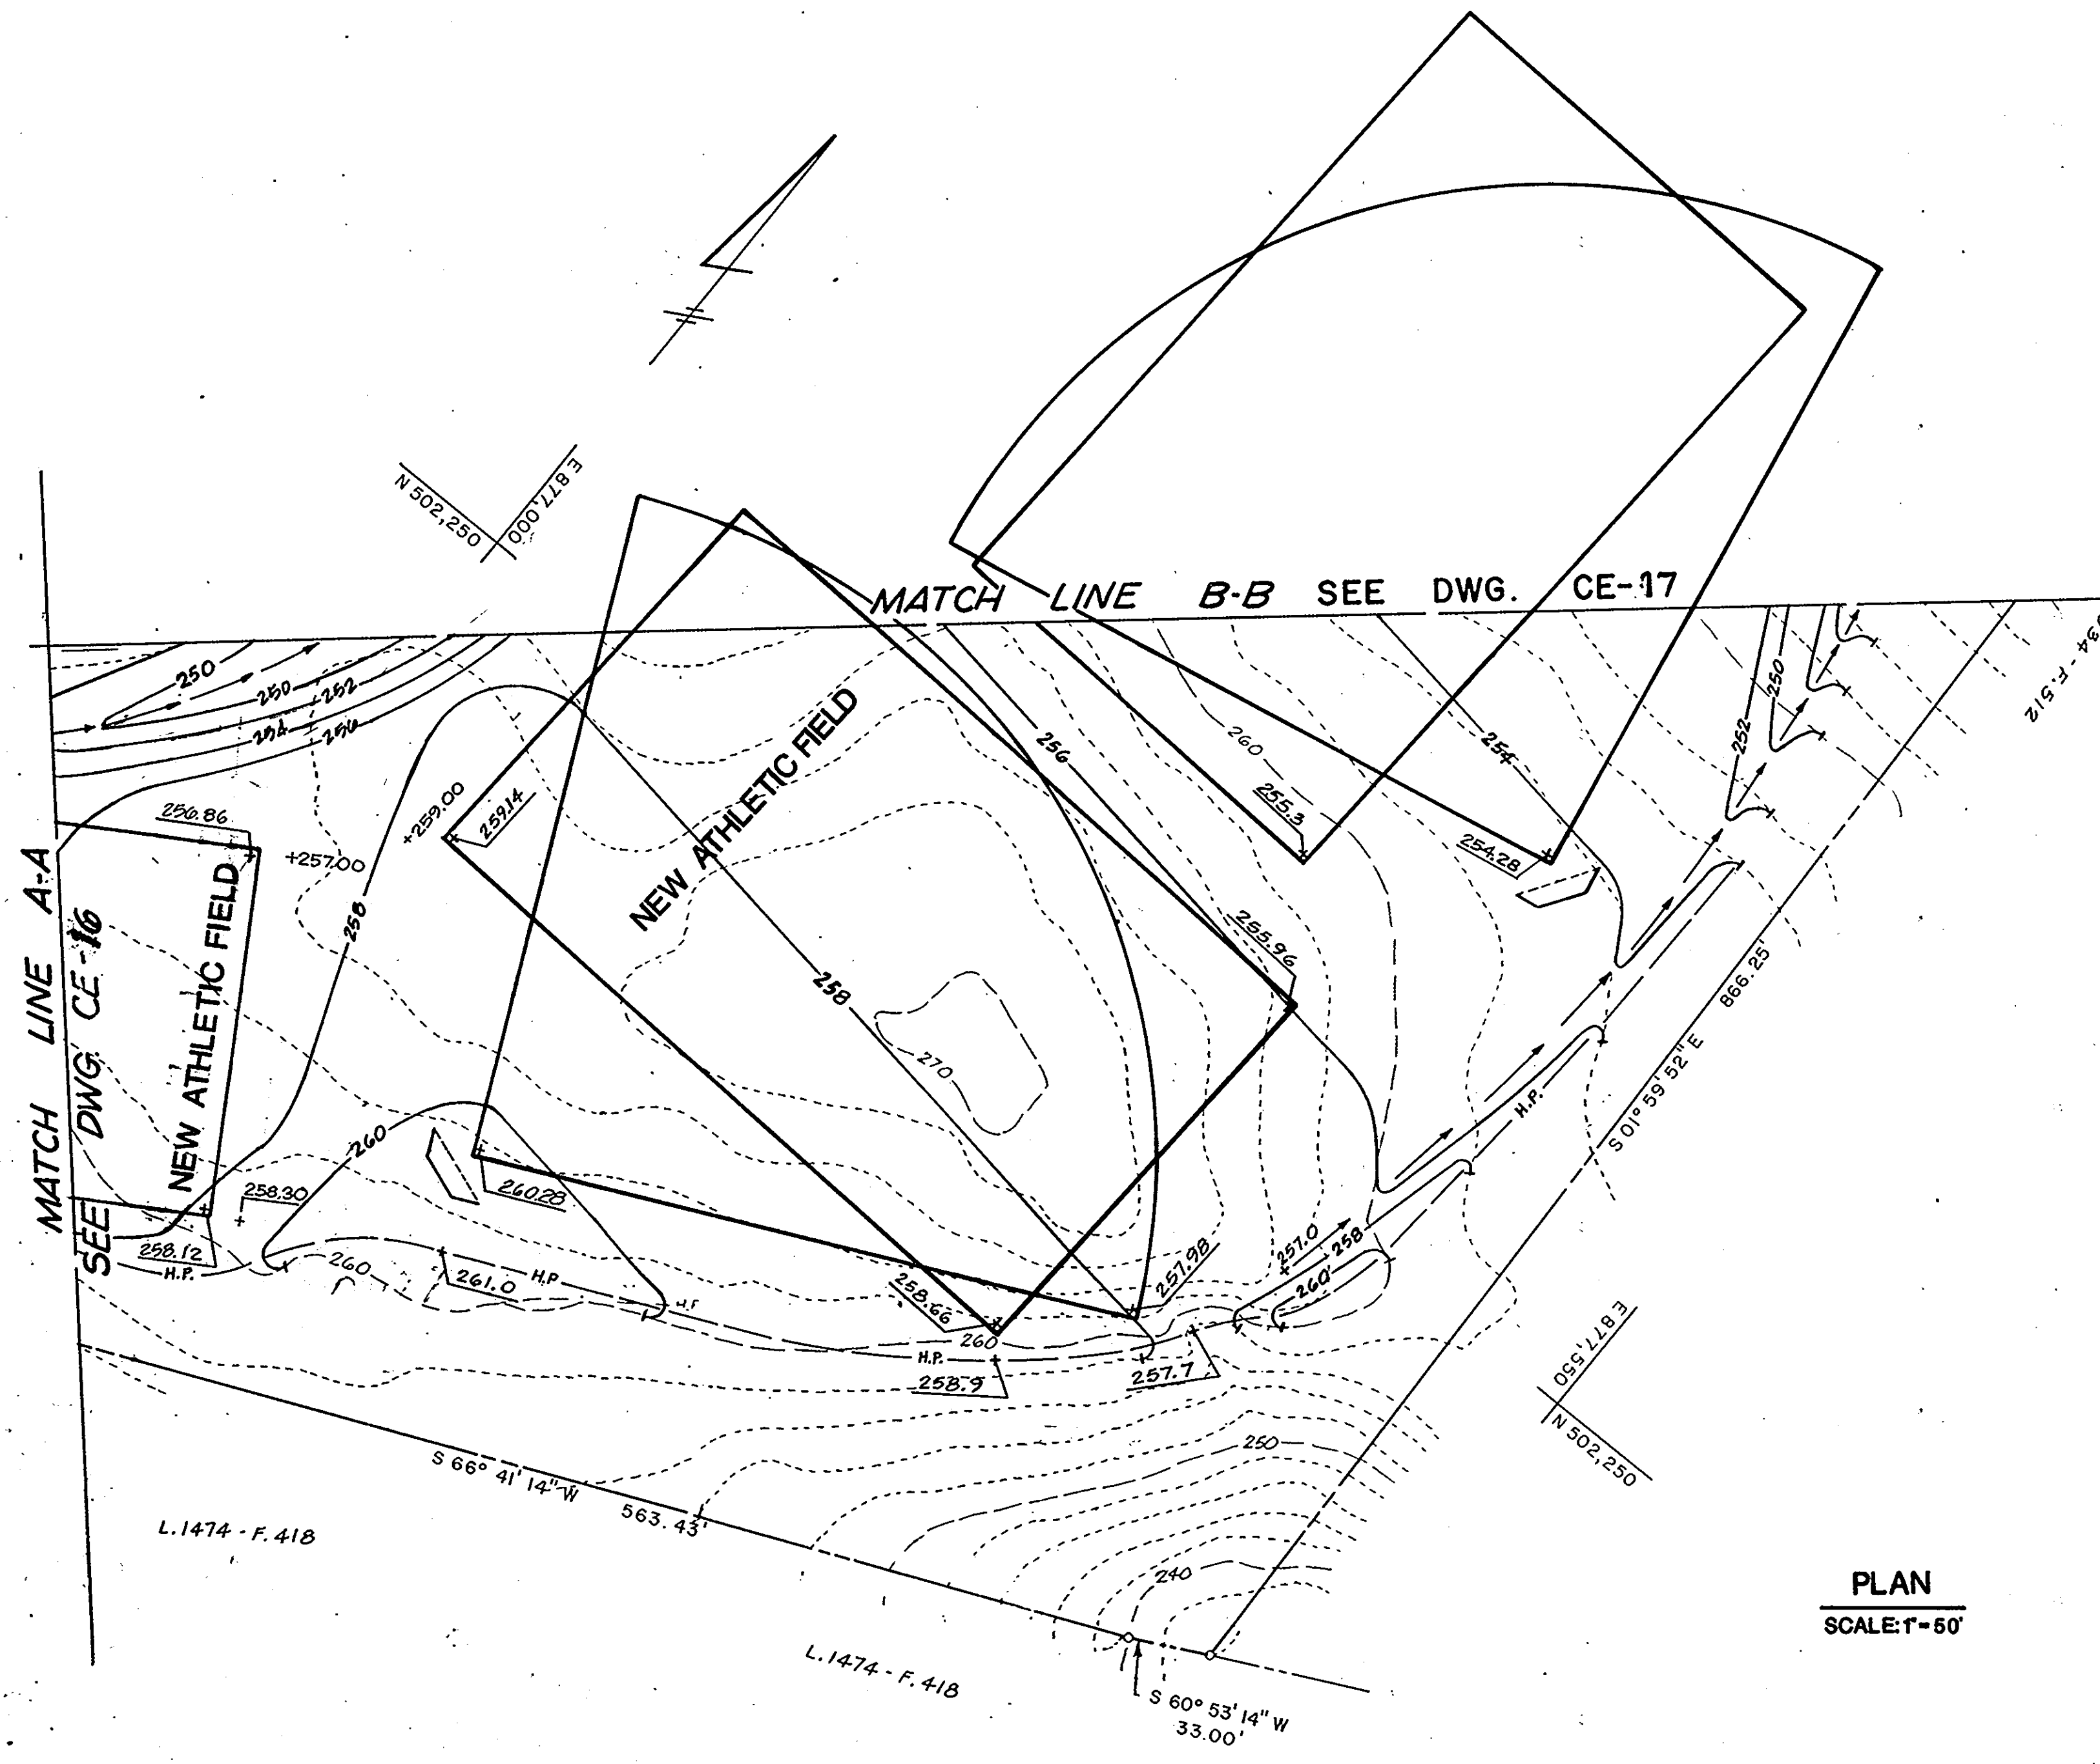 N 502,250
E 877,000
MATCH LINE B-B SEE DWG. CE-17
MATCH LINE A-A
SEE DWG. CE-16
250
250
252
254
256
256.86
+257.00
+259.00
259.14
NEW ATHLETIC FIELD
NEW ATHLETIC FIELD
258
258
256
260
255.3
254
254.28
252
250
34 - F. 512
255.96
270
866.25'
S 01° 59' 52" E
H.P.
260
258.30
258.12
H.P.
260
261.0
H.P
H.P
260.28
258.66
260
H.P.
258.9
257.98
257.7
257.0
258
260
E 877,550
N 502,250
250
240
S 66° 41' 14" W
563.43'
L.1474 - F. 418
L.1474 - F. 418
S 60° 53' 14" W
33.00'
PLAN
SCALE: 1" = 50'